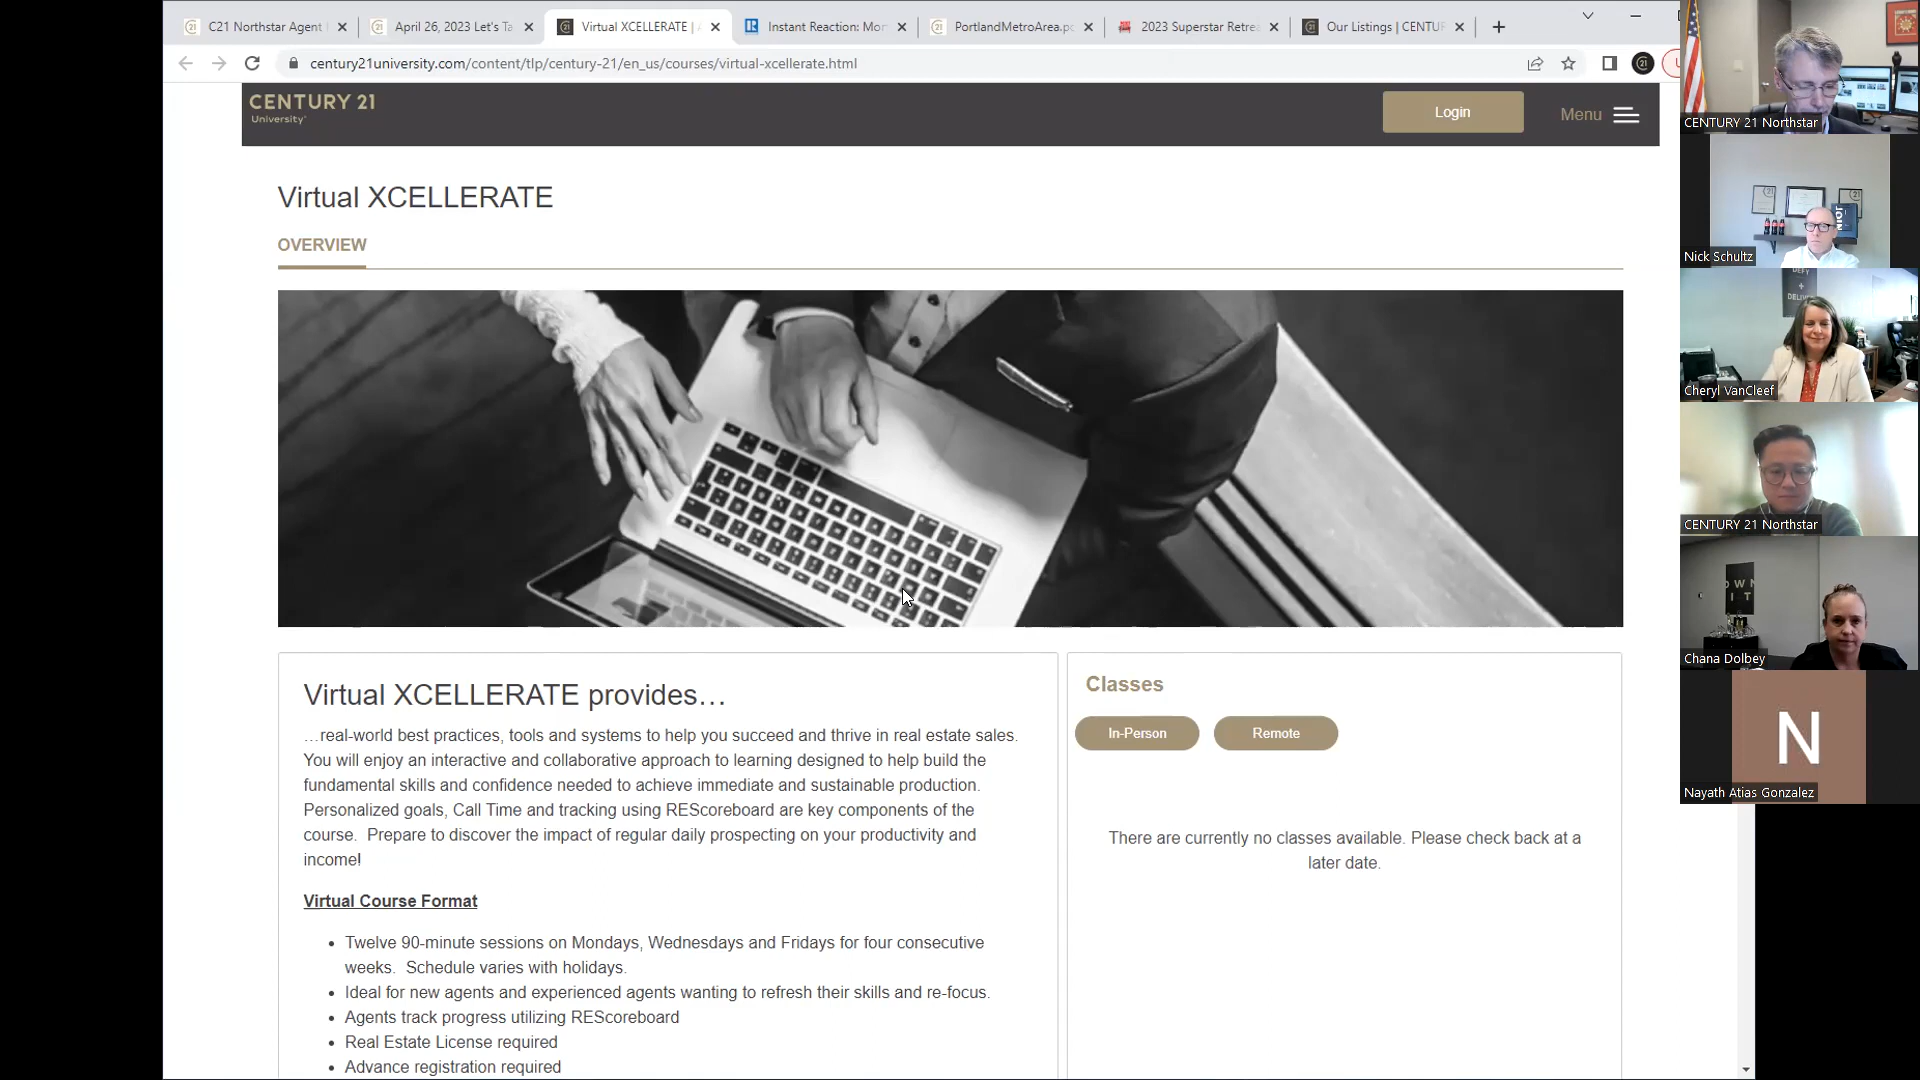 C21 Northstar Agent
April 26, 2023 Let's Ta
Virtual XCELLERATE |
Instant Reaction: Mor
PortlandMetroArea.po
2023 Superstar Retre
Our Listings | CENTUR
century21university.com/content/tlp/century-21/en_us/courses/virtual-xcellerate.html
CENTURY 21
University
Login
Menu
Virtual XCELLERATE
OVERVIEW
Virtual XCELLERATE provides…
…real-world best practices, tools and systems to help you succeed and thrive in real estate sales.
You will enjoy an interactive and collaborative approach to learning designed to help build the
fundamental skills and confidence needed to achieve immediate and sustainable production.
Personalized goals, Call Time and tracking using REScoreboard are key components of the
course.  Prepare to discover the impact of regular daily prospecting on your productivity and
income!
Virtual Course Format
Twelve 90-minute sessions on Mondays, Wednesdays and Fridays for four consecutive
weeks.  Schedule varies with holidays.
Ideal for new agents and experienced agents wanting to refresh their skills and re-focus.
Agents track progress utilizing REScoreboard
Real Estate License required
Advance registration required
Classes
In-Person
Remote
There are currently no classes available. Please check back at a
later date.
CENTURY 21 Northstar
JOIN
Nick Schultz
DEFY
+
DELIV
Cheryl VanCleef
CENTURY 21 Northstar
Chana Dolbey
N
Nayath Atias Gonzalez